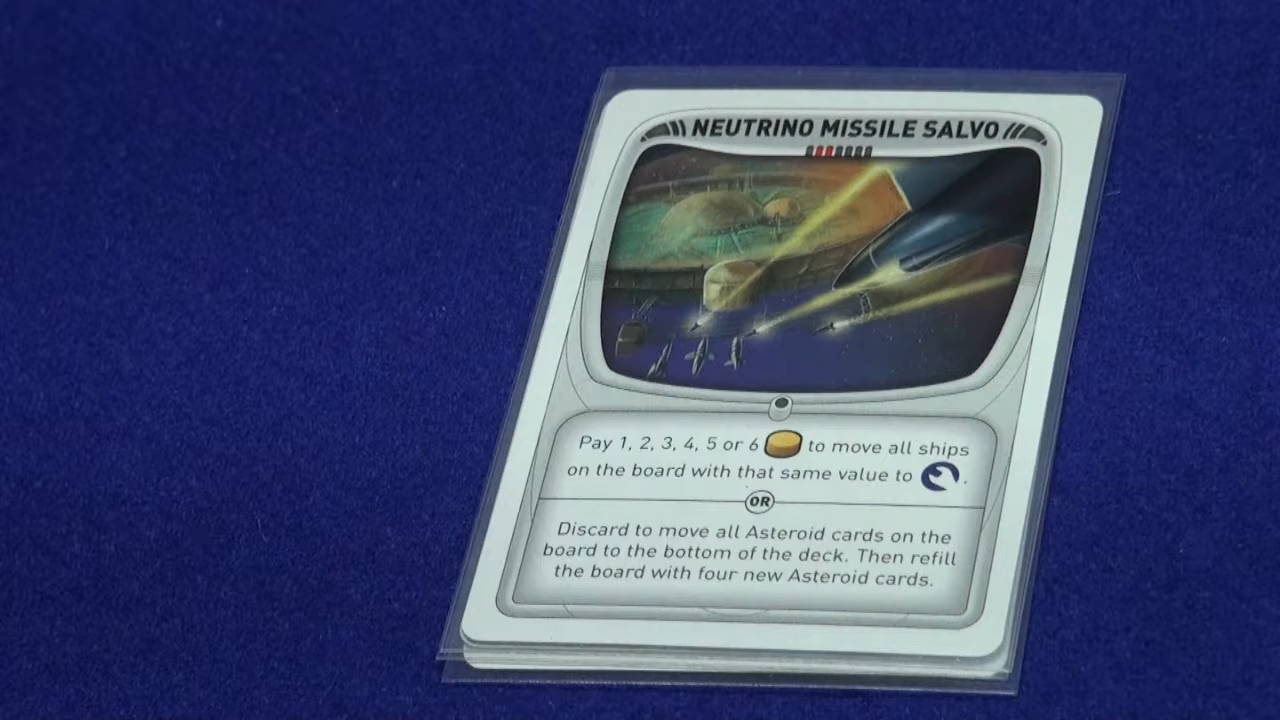 NEUTRINO MISSILE SALVO
Pay 1, 2, 3, 4, 5 or 6 to move all ships
on the board with that same value to .
OR
Discard to move all Asteroid cards on the
board to the bottom of the deck. Then refill
the board with four new Asteroid cards.